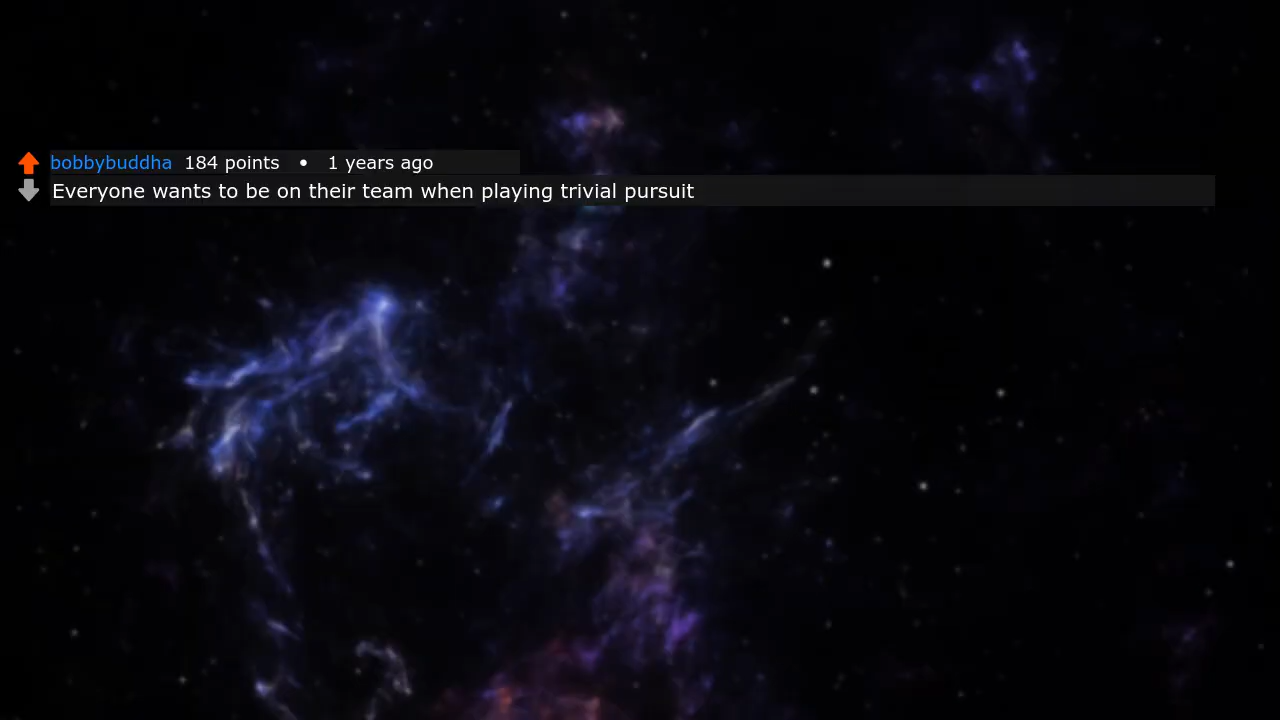 bobbybuddha 184 points • 1 years ago
Everyone wants to be on their team when playing trivial pursuit